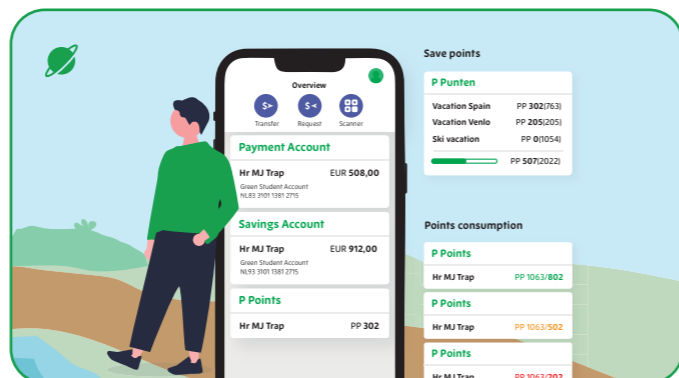 Overview
Transfer
Request
Scanner
Payment Account
Hr MJ Trap EUR 508,00
Green Student Account
NL83 3101 1381 2715
Savings Account
Hr MJ Trap EUR 912,00
Green Student Account
NL93 3101 1381 2715
P Points
Hr MJ Trap PP 302
Save points
P Punten
Vacation Spain PP 302(763)
Vacation Venlo PP 205(205)
Ski vacation PP 0(1054)
PP 507(2022)
Points consumption
P Points
Hr MJ Trap PP 1063/802
P Points
Hr MJ Trap PP 1063/502
P Points
Hr MJ Trap PP 1063/202